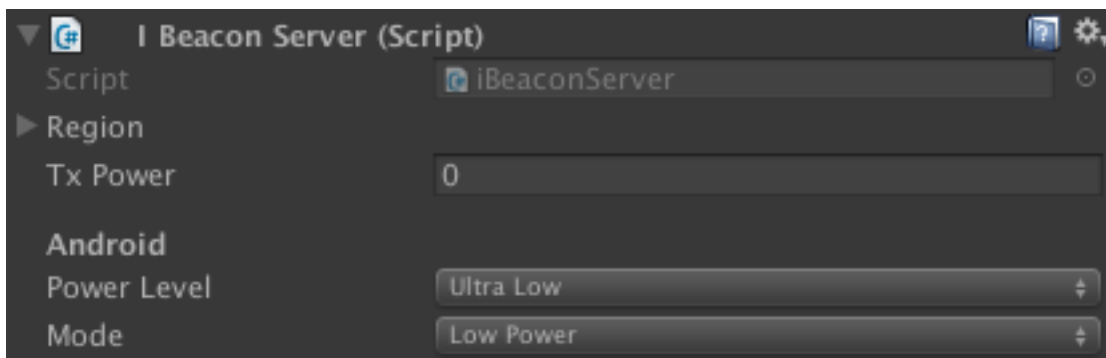 I Beacon Server (Script)
Script iBeaconServer
Region
Tx Power 0
Android
Power Level Ultra Low
Mode Low Power